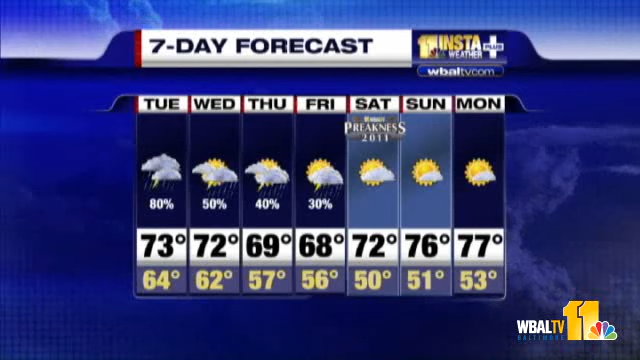 7-DAY FORECAST
11 INSTA
WEATHER PLUS
wbaltv.com
TUE WED THU FRI SAT SUN MON
PREAKNESS
2011
80% 50% 40% 30%
73° 72° 69° 68° 72° 76° 77°
64° 62° 57° 56° 50° 51° 53°
WBALTV 11
BALTIMORE